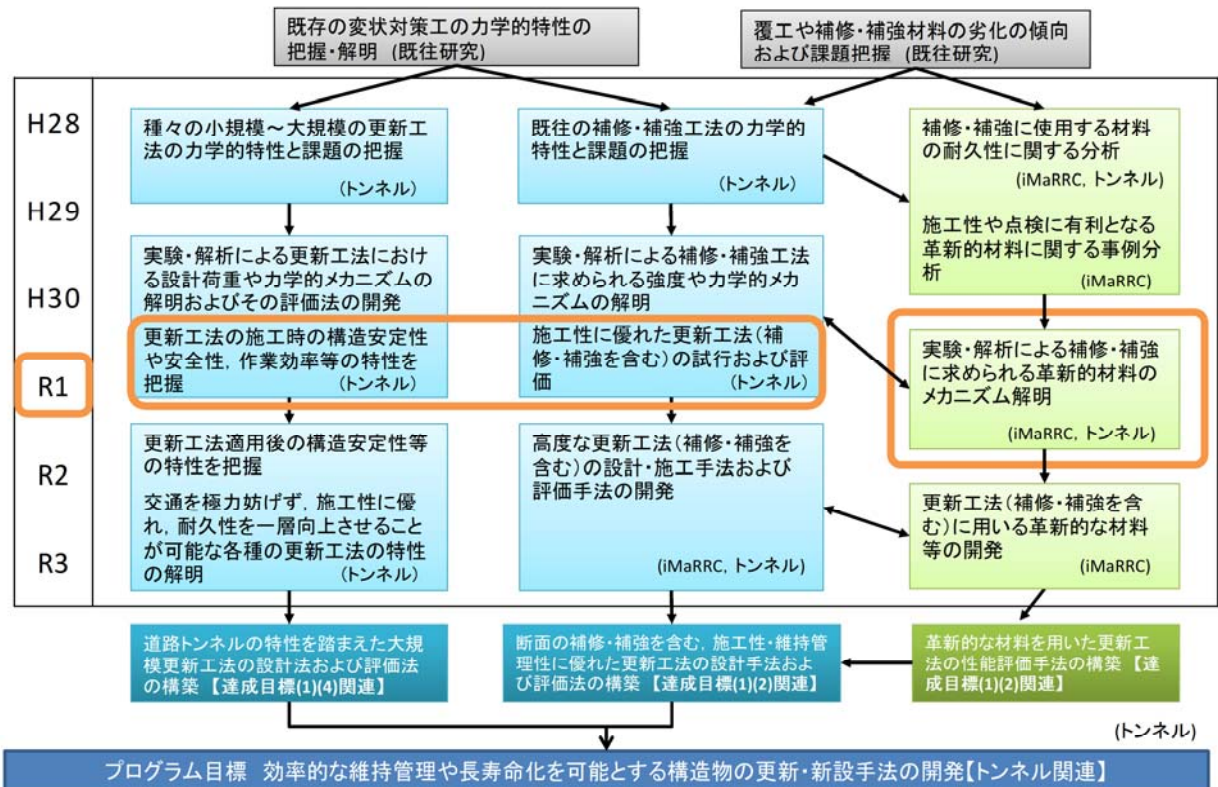 既存の変状対策工の力学的特性の
把握・解明 (既往研究)
覆工や補修・補強材料の劣化の傾向
および課題把握 (既往研究)
H28
H29
H30
R1
R2
R3
種々の小規模～大規模の更新工
法の力学的特性と課題の把握
(トンネル)
既往の補修・補強工法の力学的
特性と課題の把握
(トンネル)
補修・補強に使用する材料
の耐久性に関する分析
(iMaRRC, トンネル)
施工性や点検に有利となる
革新的材料に関する事例分
析
(iMaRRC)
実験・解析による更新工法にお
ける設計荷重や力学的メカニズムの
解明およびその評価法の開発
更新工法の施工時の構造安定性
や安全性, 作業効率等の特性を
把握 (トンネル)
実験・解析による補修・補強工法
に求められる強度や力学的メカ
ニズムの解明
施工性に優れた更新工法(補
修・補強を含む)の試行および評
価 (トンネル)
実験・解析による補修・補強
に求められる革新的材料の
メカニズム解明
(iMaRRC, トンネル)
更新工法適用後の構造安定性等
の特性を把握
交通を極力妨げず, 施工性に優
れ, 耐久性を一層向上させること
が可能な各種の更新工法の特性
の解明 (トンネル)
高度な更新工法(補修・補強を
含む)の設計・施工手法および
評価手法の開発
(iMaRRC, トンネル)
更新工法(補修・補強を含
む)に用いる革新的な材料
等の開発
(iMaRRC)
道路トンネルの特性を踏まえた大規
模更新工法の設計法および評価法
の構築 【達成目標(1)(4)関連】
断面の補修・補強を含む, 施工性・維持管
理性に優れた更新工法の設計手法およ
び評価法の構築 【達成目標(1)(2)関連】
革新的な材料を用いた更新工
法の性能評価手法の構築 【達
成目標(1)(2)関連】
(トンネル)
プログラム目標 効率的な維持管理や長寿命化を可能とする構造物の更新・新設手法の開発【トンネル関連】